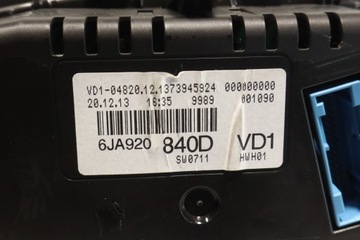 VD1-04820.12.1373945924 000000000
20.12.13 16:35 9989 001090
6JA920 840D VD1
SW0711 HWH01